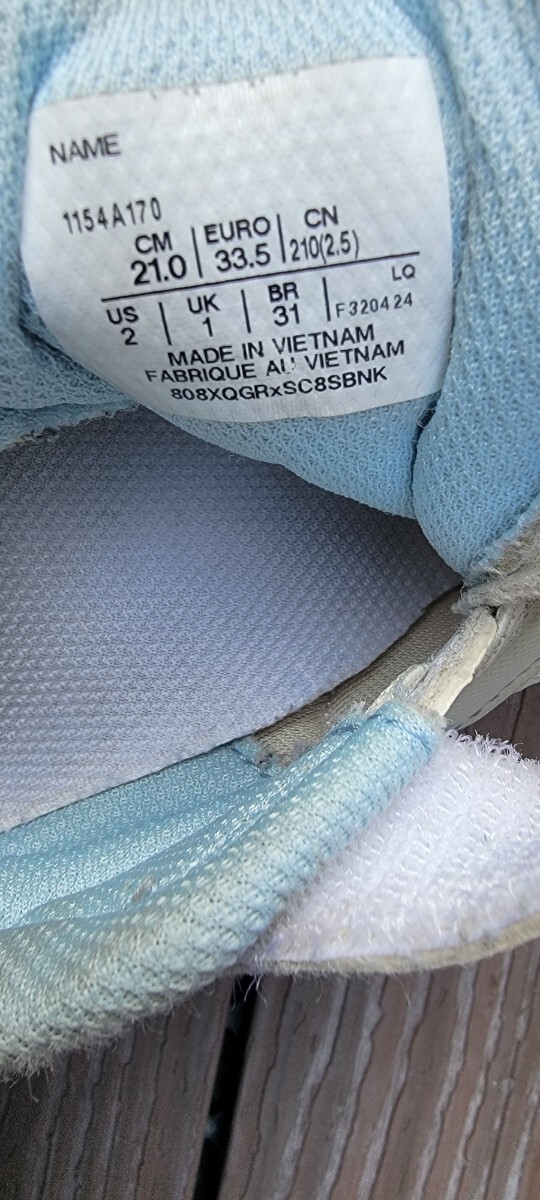 NAME
1154A170
CM | EURO | CN
21.0 | 33.5 | 210(2.5)
LQ
US | UK | BR | F320424
2 | 1 | 31
MADE IN VIETNAM
FABRIQUE AU VIETNAM
808XQGRxSC8SBNK